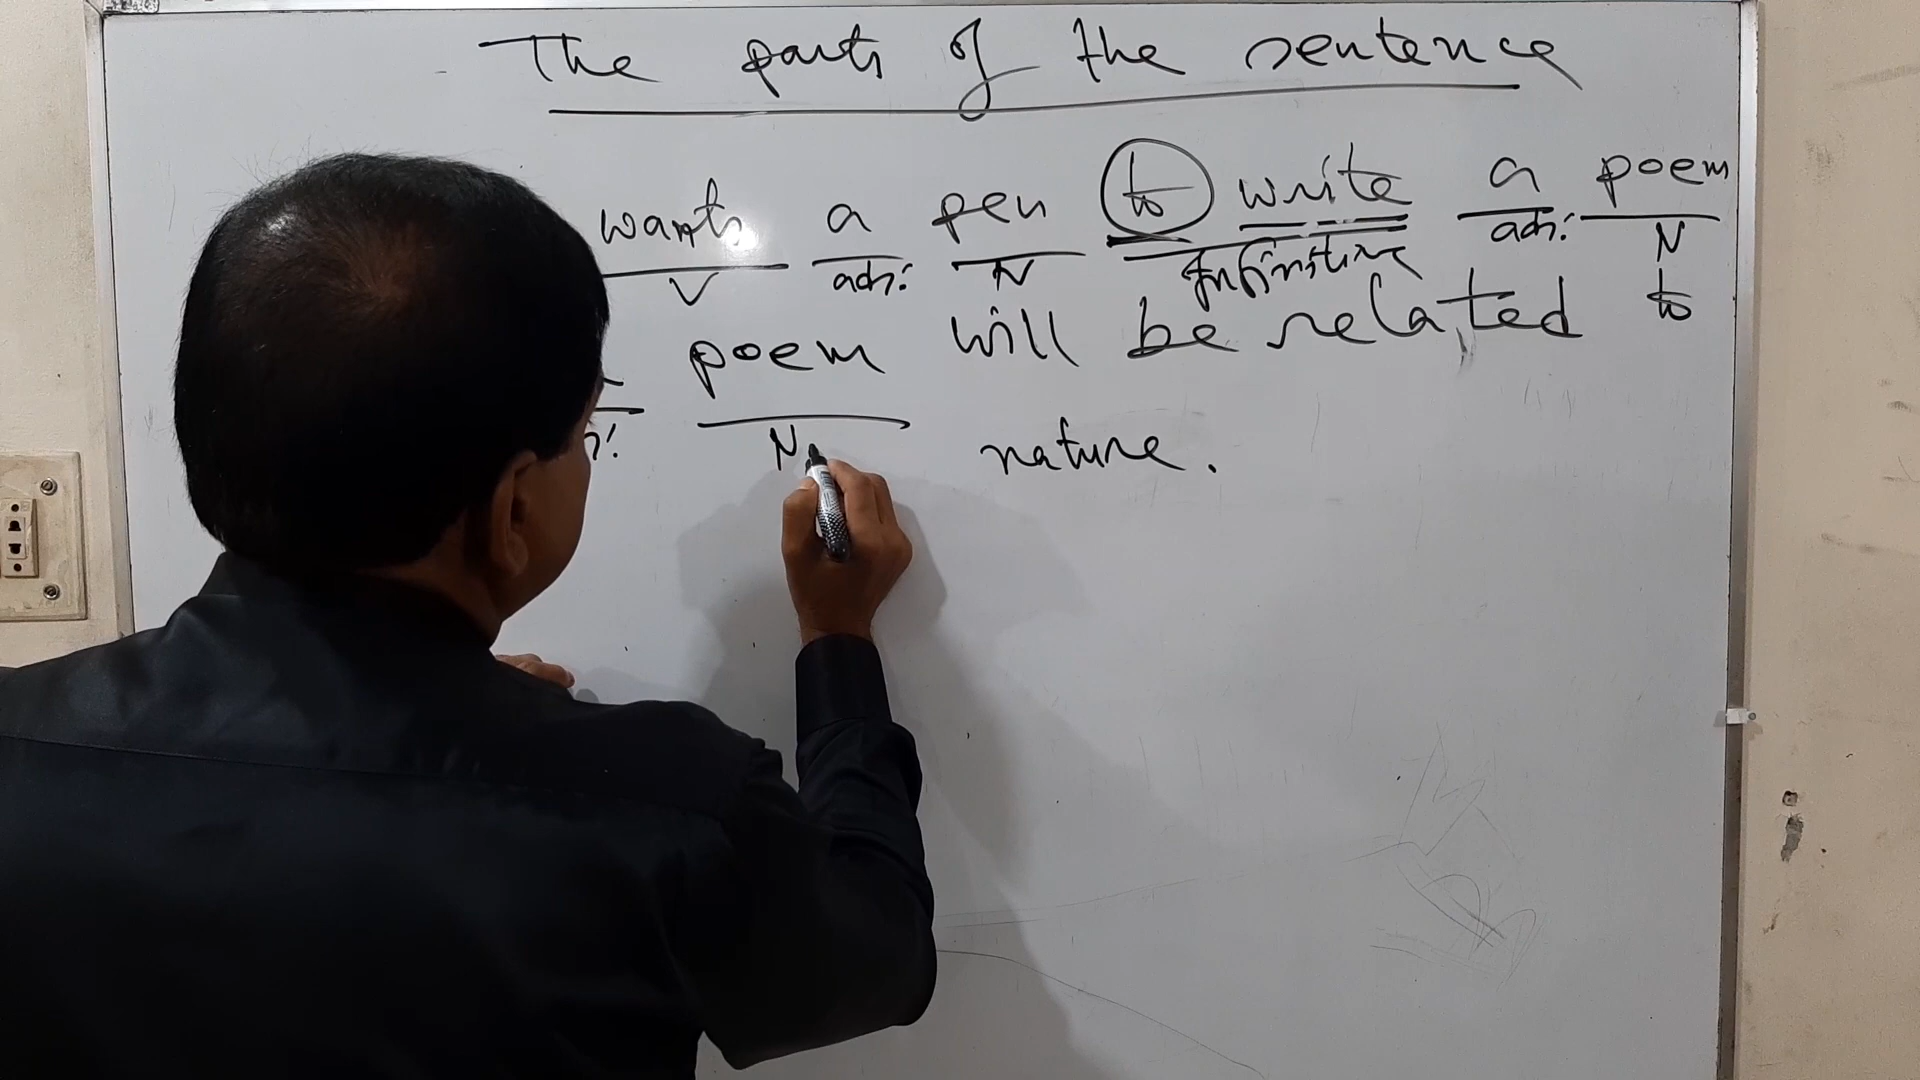 The parts of the sentence
wants a pen to write a poem
V adj: N Infinitive adj: N
poem will be related to
N
nature.